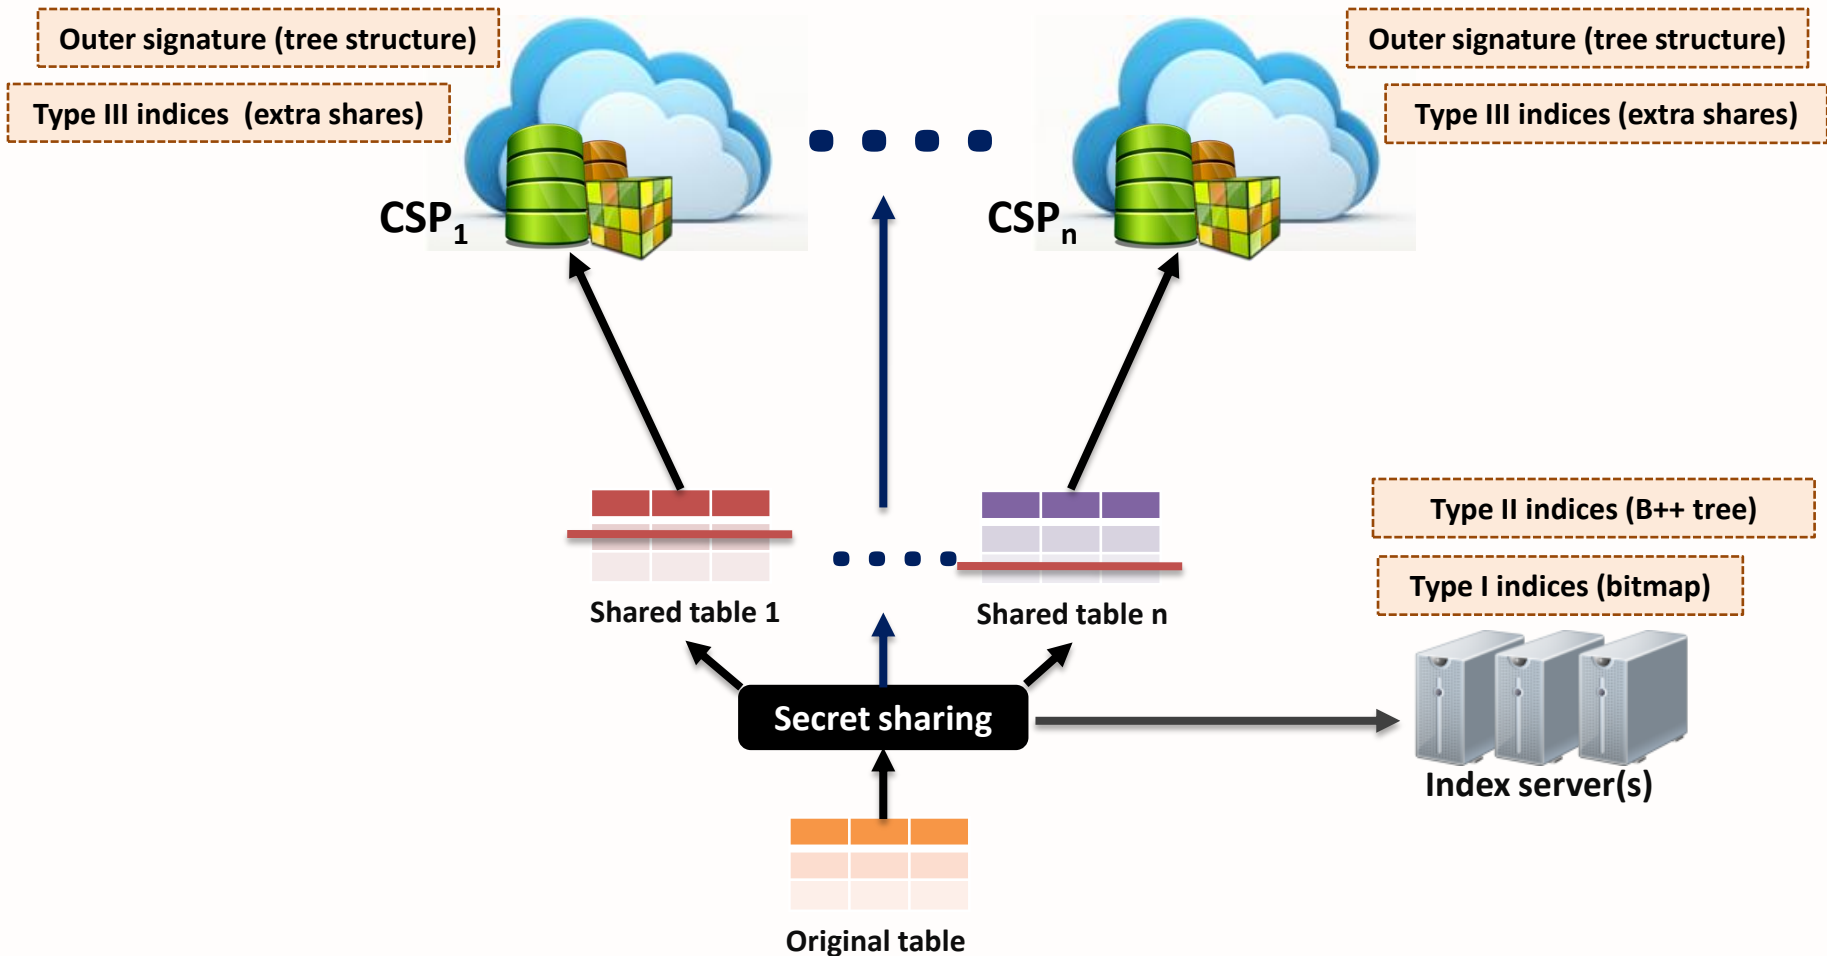 Outer signature (tree structure)
Outer signature (tree structure)
Type III indices  (extra shares)
Type III indices (extra shares)
CSP1
CSPn
Type II indices (B++ tree)
Type I indices (bitmap)
Shared table 1
Shared table n
Secret sharing
Index server(s)
Original table